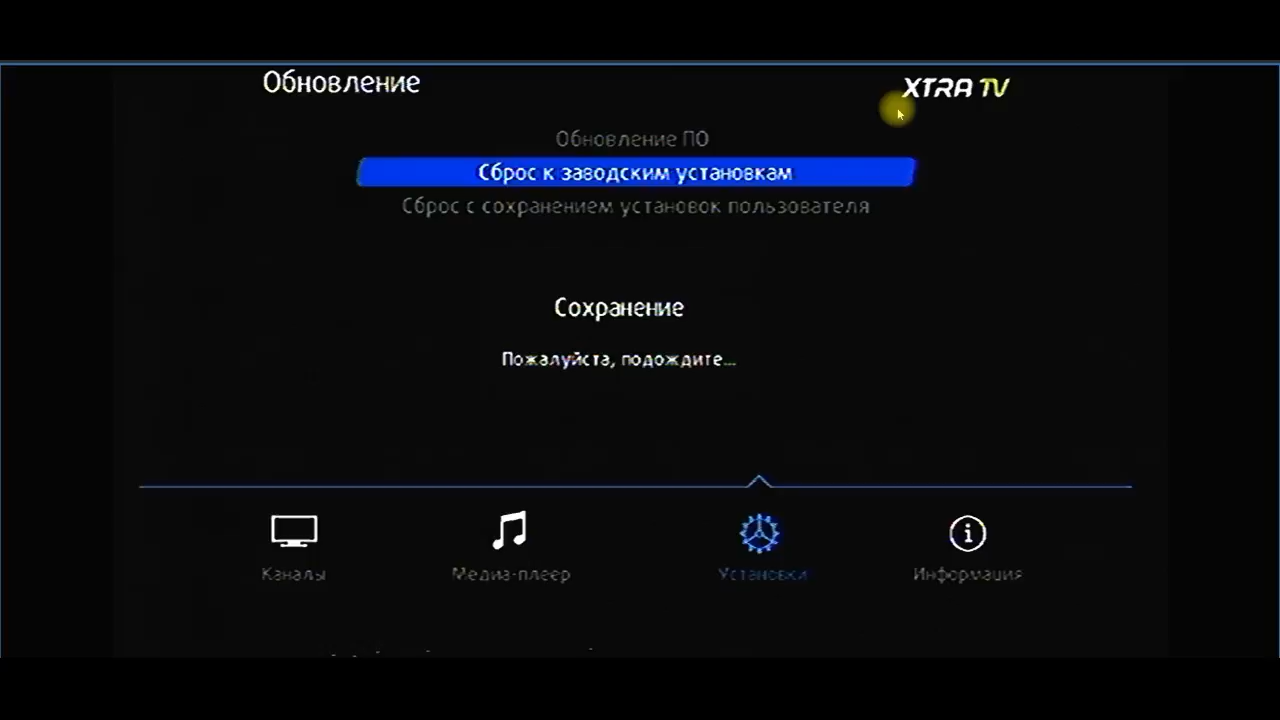 Обновление
XTRA TV
Обновление ПО
Сброс к заводским установкам
Сброс с сохранением установок пользователя
Сохранение
Пожалуйста, подождите...
Каналы
Медиа-плеер
Установки
Информация